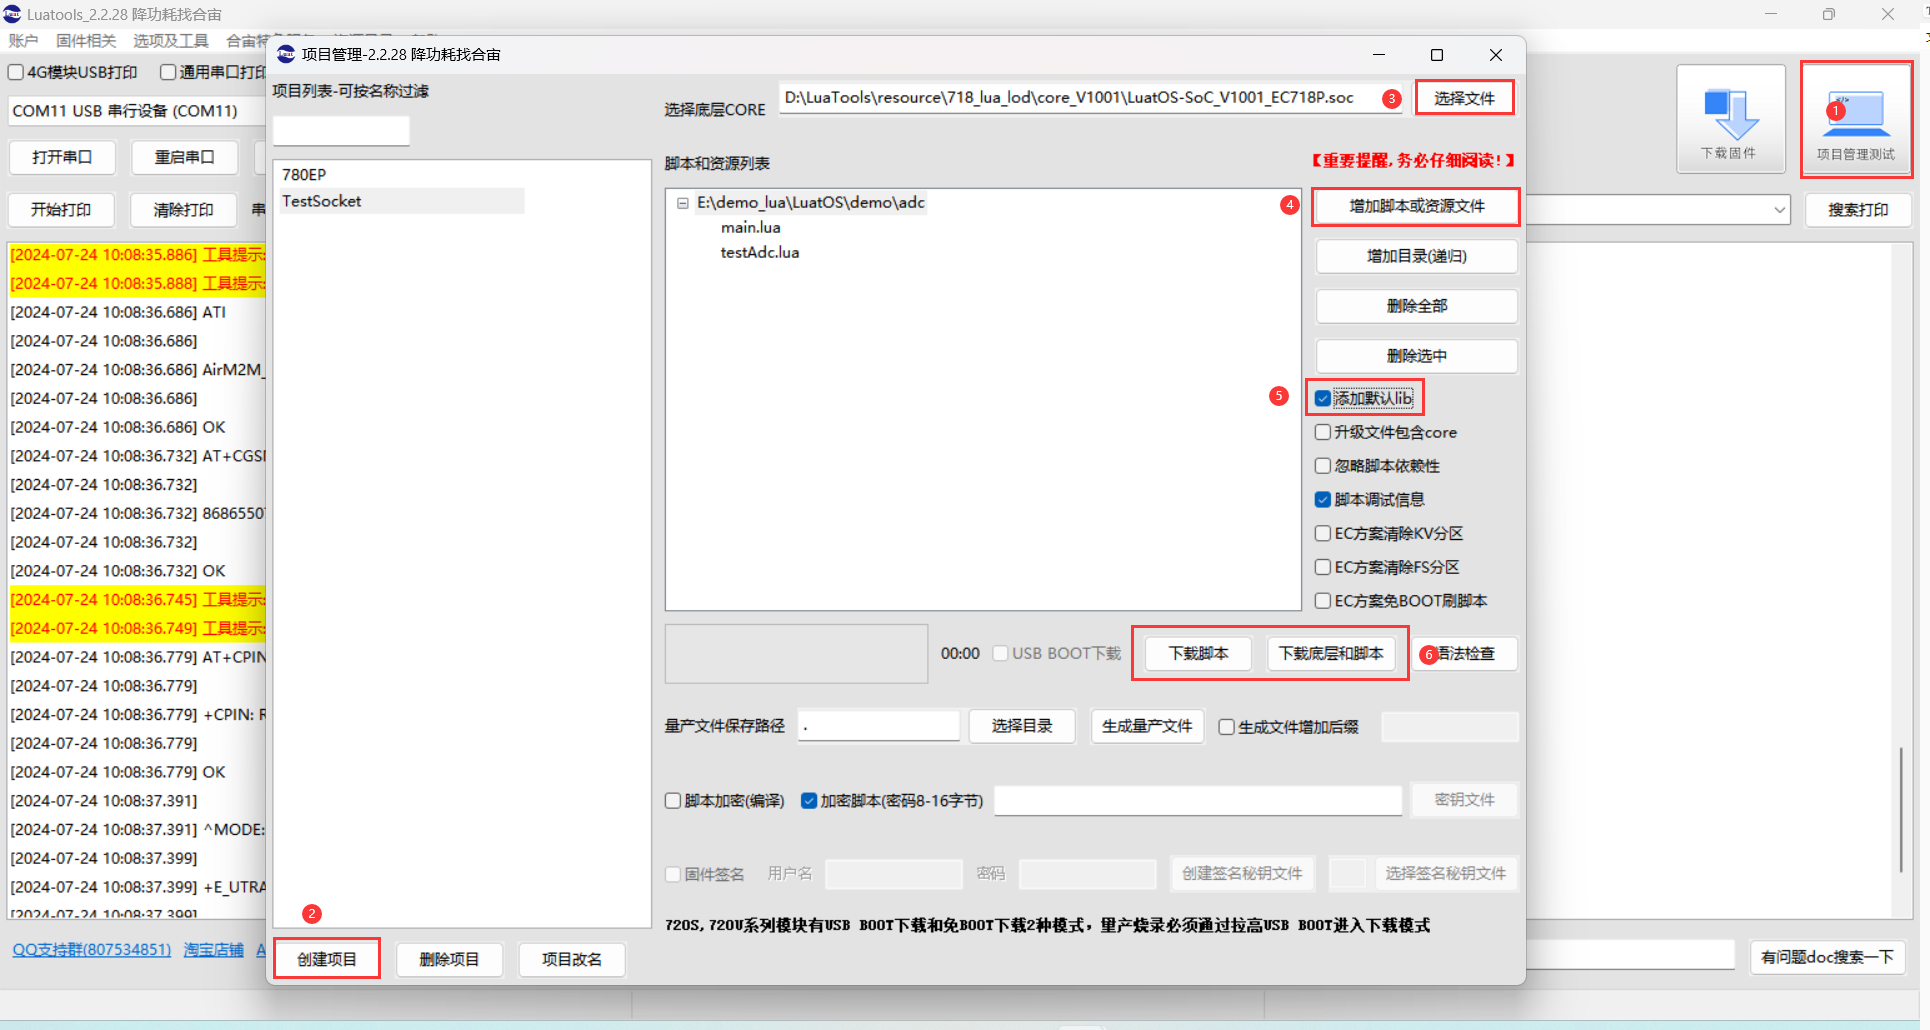 Luatools_2.2.28 降功耗找合宙
账户 固件相关 选项及工具
项目管理-2.2.28 降功耗找合宙
4G模块USB打印 通用串口打印
COM11 USB 串行设备 (COM11)
打开串口 重启串口
开始打印 清除打印 串
[2024-07-24 10:08:35.886] 工具提示:
[2024-07-24 10:08:35.888] 工具提示:
[2024-07-24 10:08:36.686] ATI
[2024-07-24 10:08:36.686]
[2024-07-24 10:08:36.686] AirM2M_
[2024-07-24 10:08:36.686]
[2024-07-24 10:08:36.686] OK
[2024-07-24 10:08:36.732] AT+CGS
[2024-07-24 10:08:36.732]
[2024-07-24 10:08:36.732] 8686550
[2024-07-24 10:08:36.732]
[2024-07-24 10:08:36.732] OK
[2024-07-24 10:08:36.745] 工具提示:
[2024-07-24 10:08:36.749] 工具提示:
[2024-07-24 10:08:36.779] AT+CPIN
[2024-07-24 10:08:36.779]
[2024-07-24 10:08:36.779] +CPIN: R
[2024-07-24 10:08:36.779]
[2024-07-24 10:08:36.779] OK
[2024-07-24 10:08:37.391]
[2024-07-24 10:08:37.391] ^MODE:
[2024-07-24 10:08:37.399]
[2024-07-24 10:08:37.399] +E_UTRA
[2024-07-24 10:08:37.399]
QQ支持群(807534851) 淘宝店铺 A
项目列表-可按名称过滤
780EP
TestSocket
2
创建项目 删除项目 项目改名
选择底层CORE D:\LuaTools\resource\718_lua_lod\core_V1001\LuatOS-SoC_V1001_EC718P.soc 3 选择文件
脚本和资源列表
【重要提醒,务必仔细阅读!】
E:\demo_lua\LuatOS\demo\adc
main.lua
testAdc.lua
4 增加脚本或资源文件
增加目录(递归)
删除全部
删除选中
5 添加默认lib
升级文件包含core
忽略脚本依赖性
脚本调试信息
EC方案清除KV分区
EC方案清除FS分区
EC方案免BOOT刷脚本
00:00 USB BOOT下载 下载脚本 下载底层和脚本 6 语法检查
量产文件保存路径 . 选择目录 生成量产文件 生成文件增加后缀
脚本加密(编译) 加密脚本(密码8-16字节) 密钥文件
固件签名 用户名 密码 创建签名秘钥文件 选择签名秘钥文件
720S,720U系列模块有USB BOOT下载和免BOOT下载2种模式，量产烧录必须通过拉高USB BOOT进入下载模式
下载固件
1
项目管理测试
搜索打印
有问题doc搜索一下